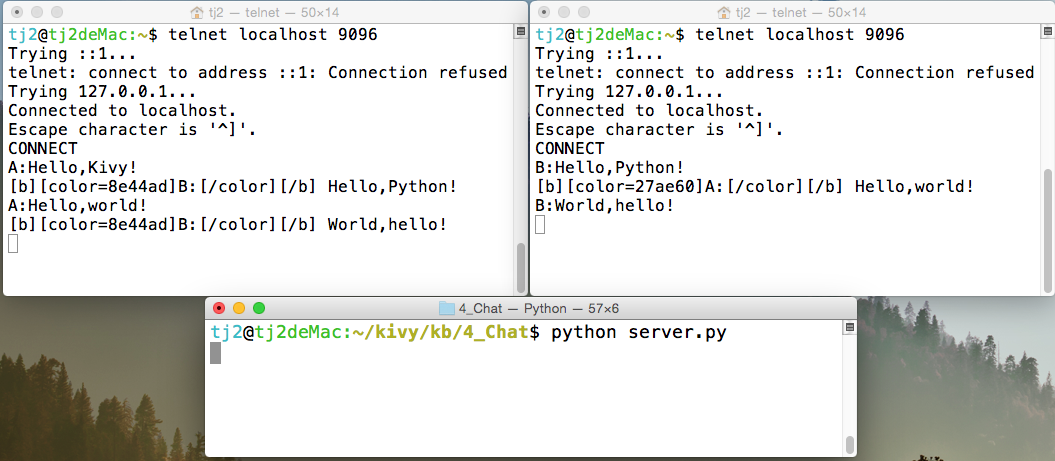 tj2 — telnet — 50×14
tj2@tj2deMac:~$ telnet localhost 9096
Trying ::1...
telnet: connect to address ::1: Connection refused
Trying 127.0.0.1...
Connected to localhost.
Escape character is '^]'.
CONNECT
A:Hello,Kivy!
[b][color=8e44ad]B:[/color][/b] Hello,Python!
A:Hello,world!
[b][color=8e44ad]B:[/color][/b] World,hello!
tj2 — telnet — 50×14
tj2@tj2deMac:~$ telnet localhost 9096
Trying ::1...
telnet: connect to address ::1: Connection refused
Trying 127.0.0.1...
Connected to localhost.
Escape character is '^]'.
CONNECT
B:Hello,Python!
[b][color=27ae60]A:[/color][/b] Hello,world!
B:World,hello!
4_Chat — Python — 57×6
tj2@tj2deMac:~/kivy/kb/4_Chat$ python server.py